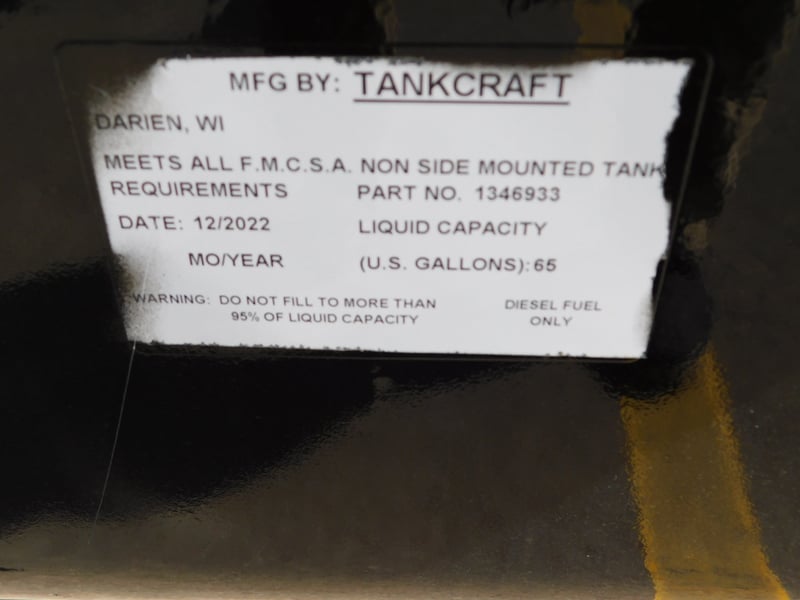 MFG BY: TANKCRAFT
DARIEN, WI
MEETS ALL F.M.C.S.A. NON SIDE MOUNTED TANK
REQUIREMENTS PART NO. 1346933
DATE: 12/2022 LIQUID CAPACITY
MO/YEAR (U.S. GALLONS): 65
WARNING: DO NOT FILL TO MORE THAN DIESEL FUEL
95% OF LIQUID CAPACITY ONLY